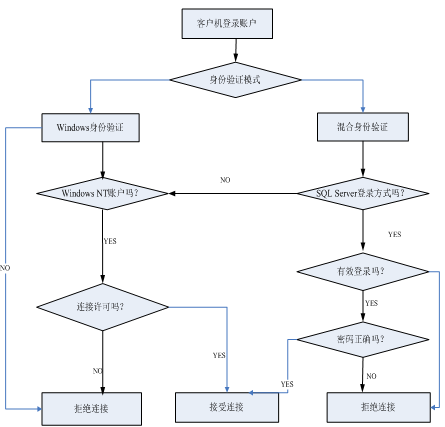 客户机登录账户
身份验证模式
Windows身份验证
混合身份验证
NO
Windows NT账户吗?
SQL Server登录方式吗?
YES
YES
NO
有效登录吗?
连接许可吗?
YES
密码正确吗?
YES
NO
YES
NO
拒绝连接
接受连接
拒绝连接